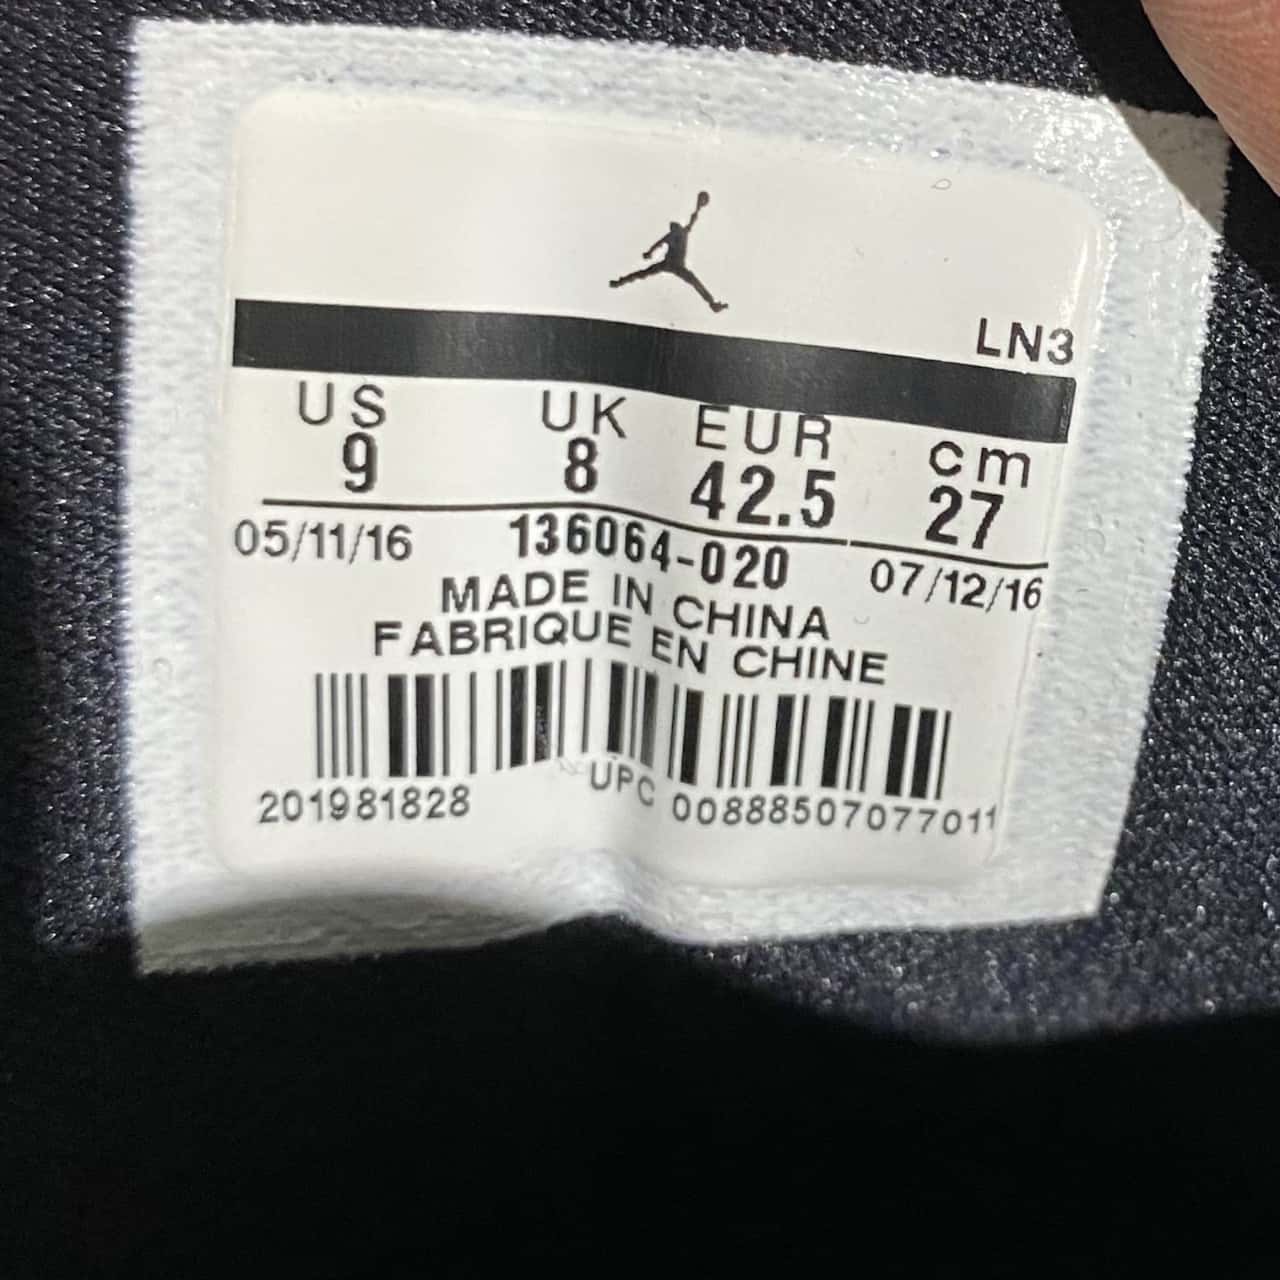 LN3
US UK EUR cm
9 8 42.5 27
05/11/16 136064-020 07/12/16
MADE IN CHINA
FABRIQUE EN CHINE
201981828 UPC 00888507077011